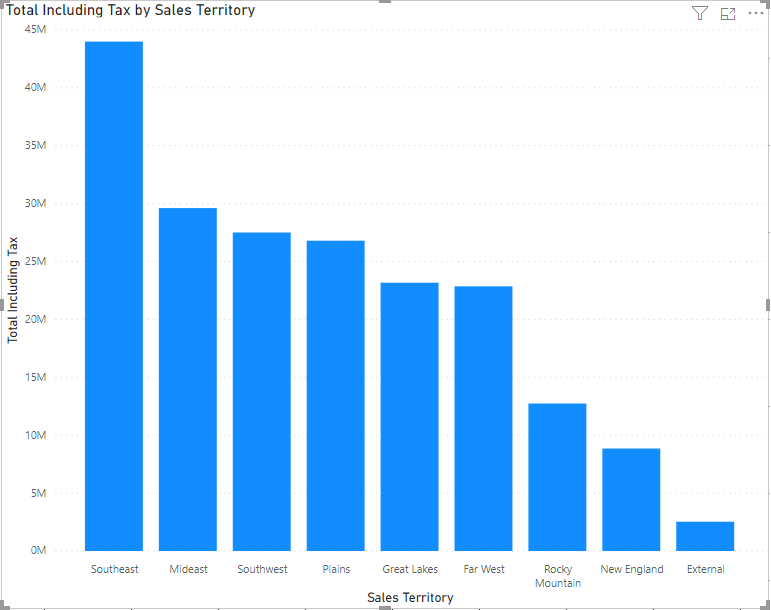 Total Including Tax by Sales Territory
45M
40M
35M
30M
25M
20M
15M
10M
5M
0M
Total Including Tax
Southeast
Mideast
Southwest
Plains
Great Lakes
Far West
Rocky
Mountain
New England
External
Sales Territory